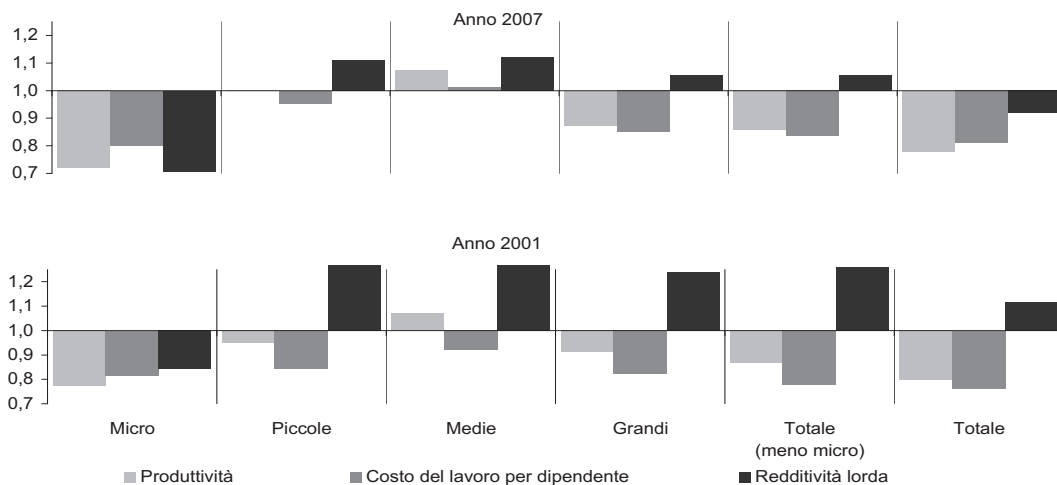 Anno 2007
1,2
1,1
1,0
0,9
0,8
0,7
Anno 2001
1,2
1,1
1,0
0,9
0,8
0,7
Micro Piccole Medie Grandi Totale Totale
(meno micro)
Produttività Costo del lavoro per dipendente Redditività lorda